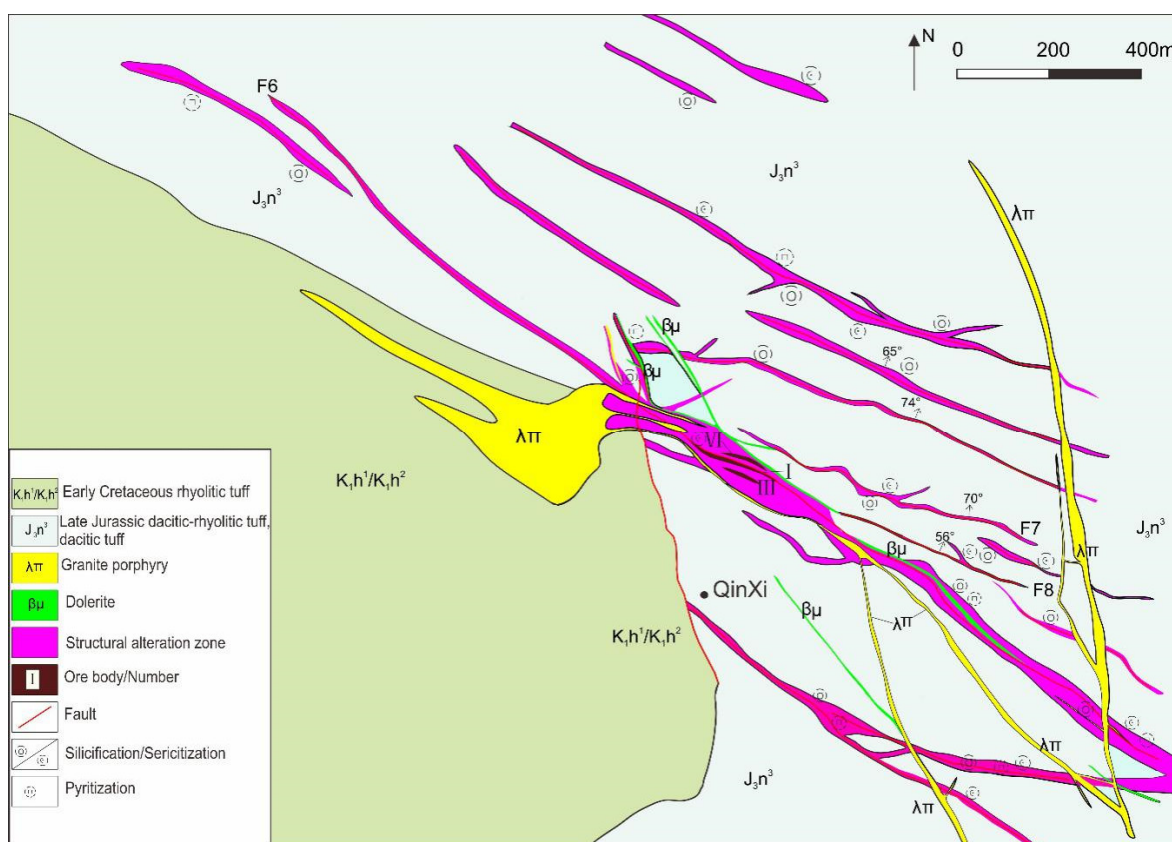 N
0 200 400m
F6
J₃n³
J₃n³
λπ
βμ
βμ
65°
74°
λπ
VI
I
III
K₁h¹/K₁h²
70°
F7
J₃n³
56°
βμ
λπ
F8
QinXi
βμ
λπ
K₁h¹/K₁h²
λπ
J₃n³
λπ
K₁h¹/K₁h² Early Cretaceous rhyolitic tuff
J₃n³ Late Jurassic dacitic-rhyolitic tuff,
dacitic tuff
λπ Granite porphyry
βμ Dolerite
Structural alteration zone
I Ore body/Number
Fault
Silicification/Sericitization
Pyritization